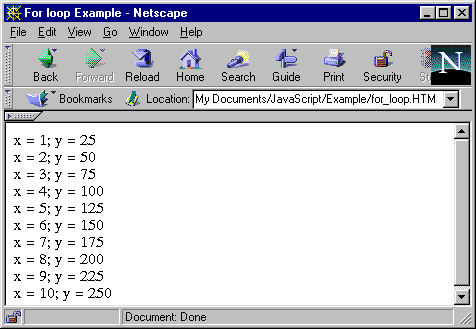 For loop Example - Netscape
File Edit View Go Window Help
Back Forward Reload Home Search Guide Print Security
N
Bookmarks Location: My Documents/JavaScript/Example/for_loop.HTM
x = 1; y = 25
x = 2; y = 50
x = 3; y = 75
x = 4; y = 100
x = 5; y = 125
x = 6; y = 150
x = 7; y = 175
x = 8; y = 200
x = 9; y = 225
x = 10; y = 250
Document: Done